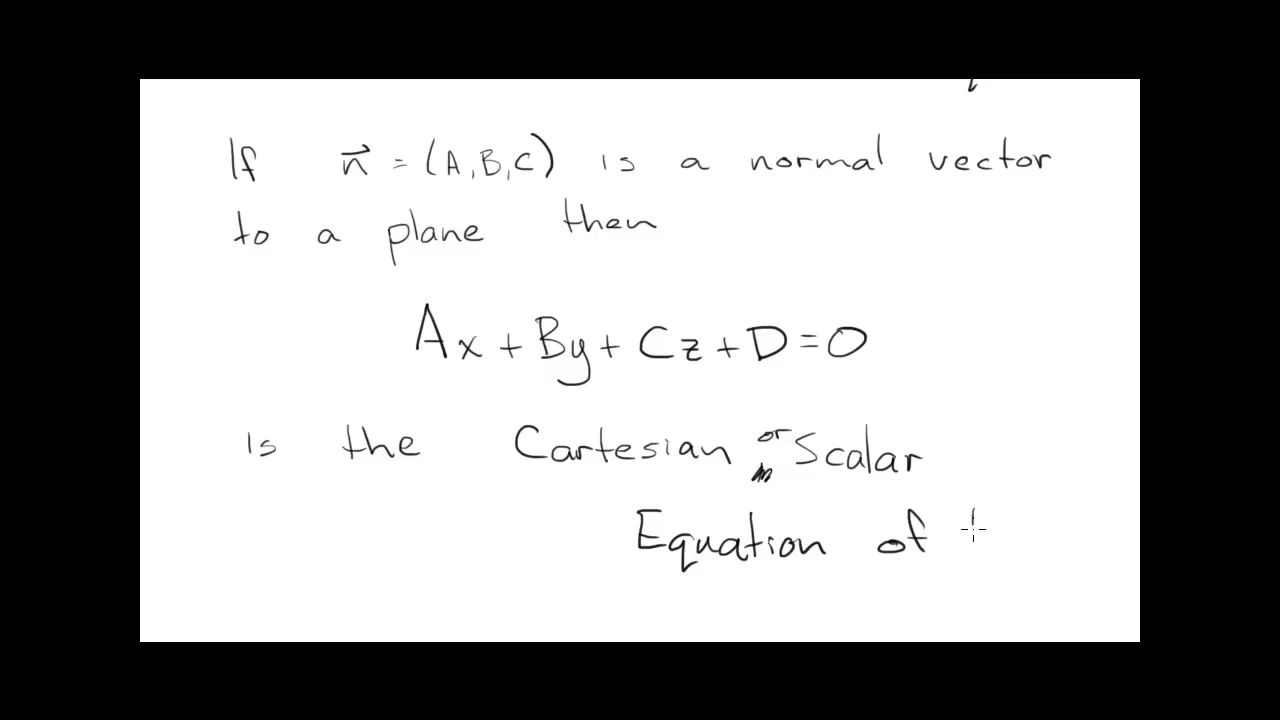 If n⃗ = (A,B,C) is a normal vector
to a plane then
Ax + By + Cz + D = 0
is the Cartesian or Scalar
Equation of t